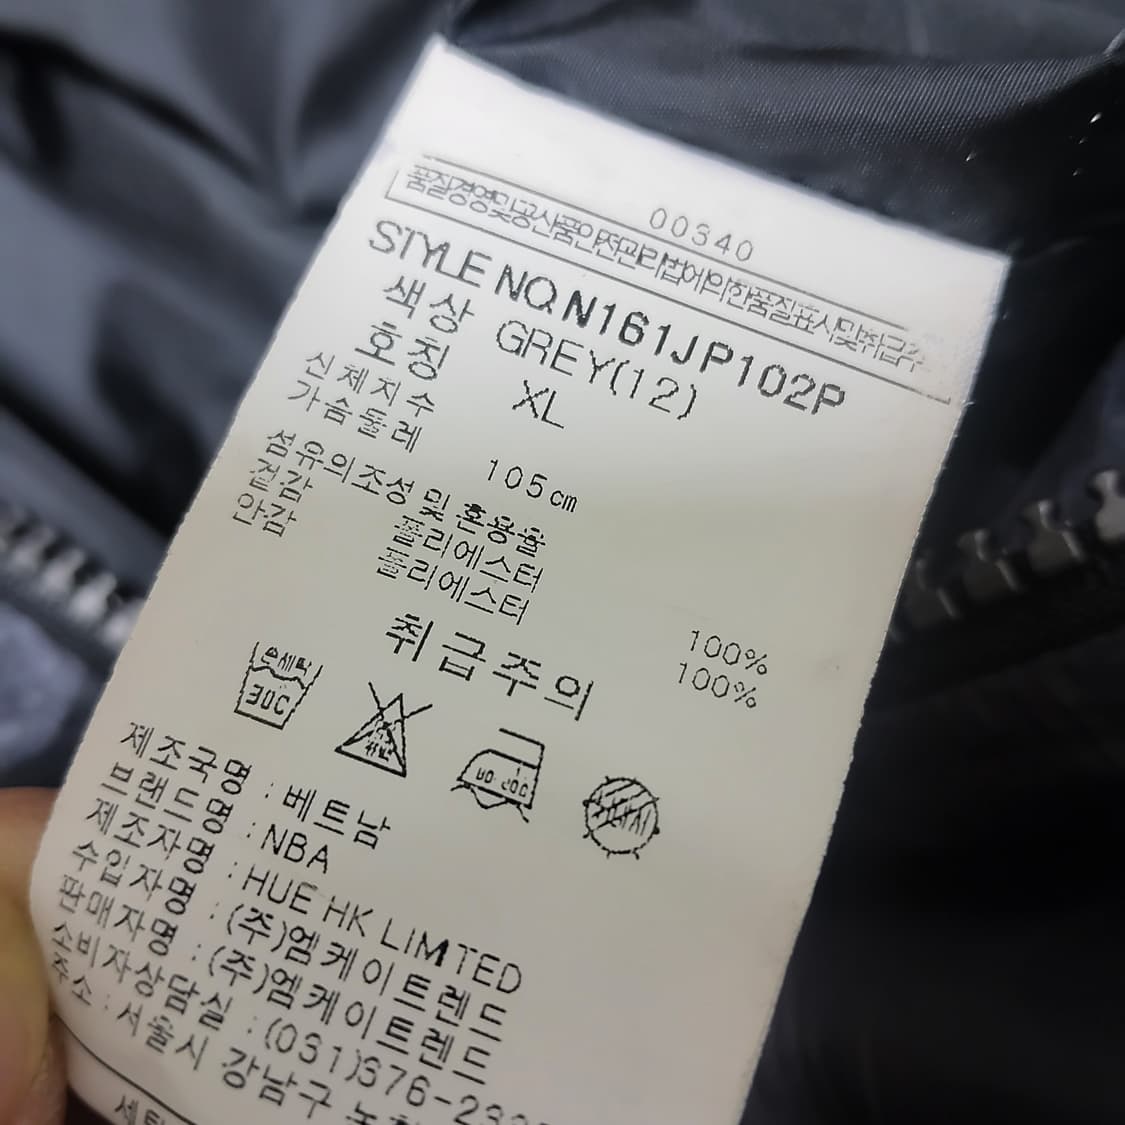 00340
품질경영및공산품안전관리법에의한품질표시및취급주
STYLE NO. N161JP102P
색상 GREY(12)
호칭 XL
신체지수
가슴둘레 105cm
섬유의조성 및 혼용율
겉감 폴리에스터 100%
안감 폴리에스터 100%
취급주의
손세탁
30C
제조국명 : 베트남
브랜드명 : NBA
제조자명 : HUE HK LIMITED
수입자명 : (주)엠케이트렌드
판매자명 : (주)엠케이트렌드
소비자상담실 : (031)376-
주소 : 서울시 강남구